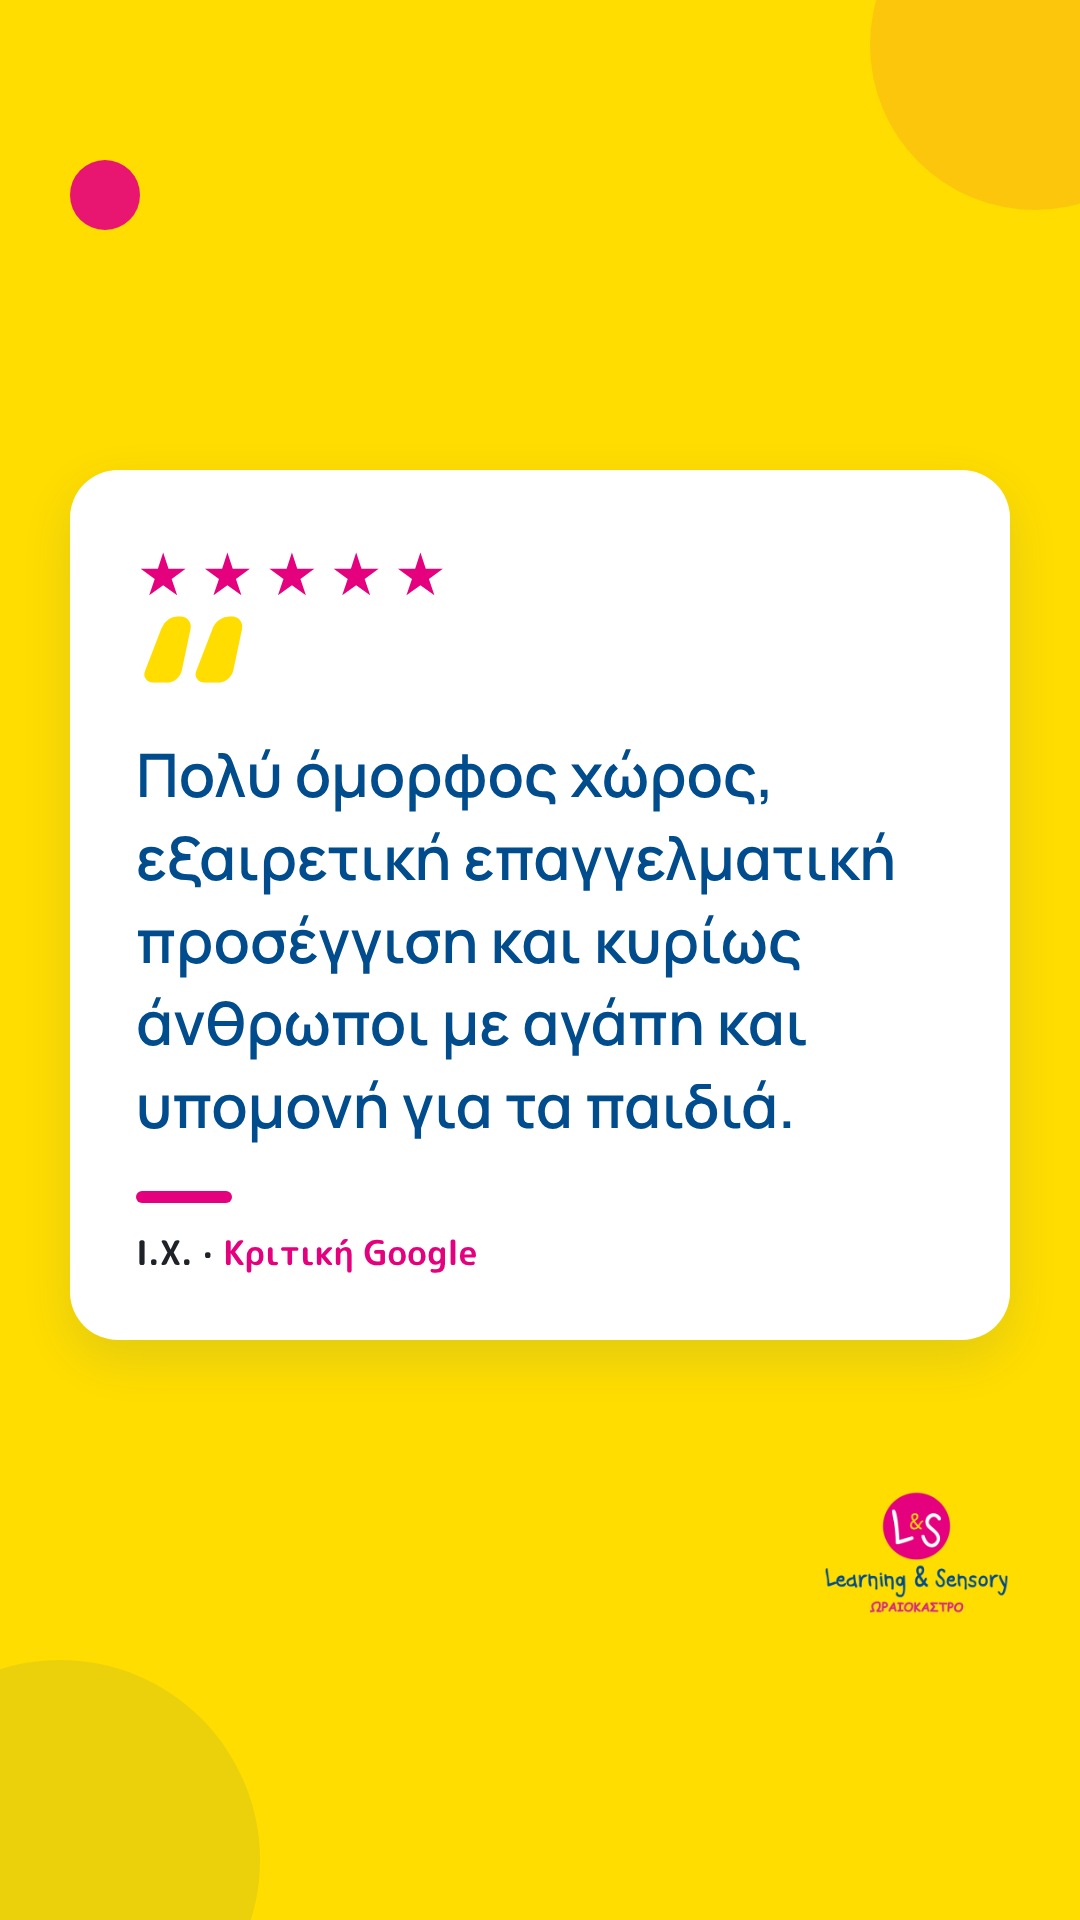 ★★★★★
“
Πολύ όμορφος χώρος,
εξαιρετική επαγγελματική
προσέγγιση και κυρίως
άνθρωποι με αγάπη και
υπομονή για τα παιδιά.
Ι.Χ. · Κριτική Google
L&S
Learning & Sensory
ΩΡΑΙΟΚΑΣΤΡΟ